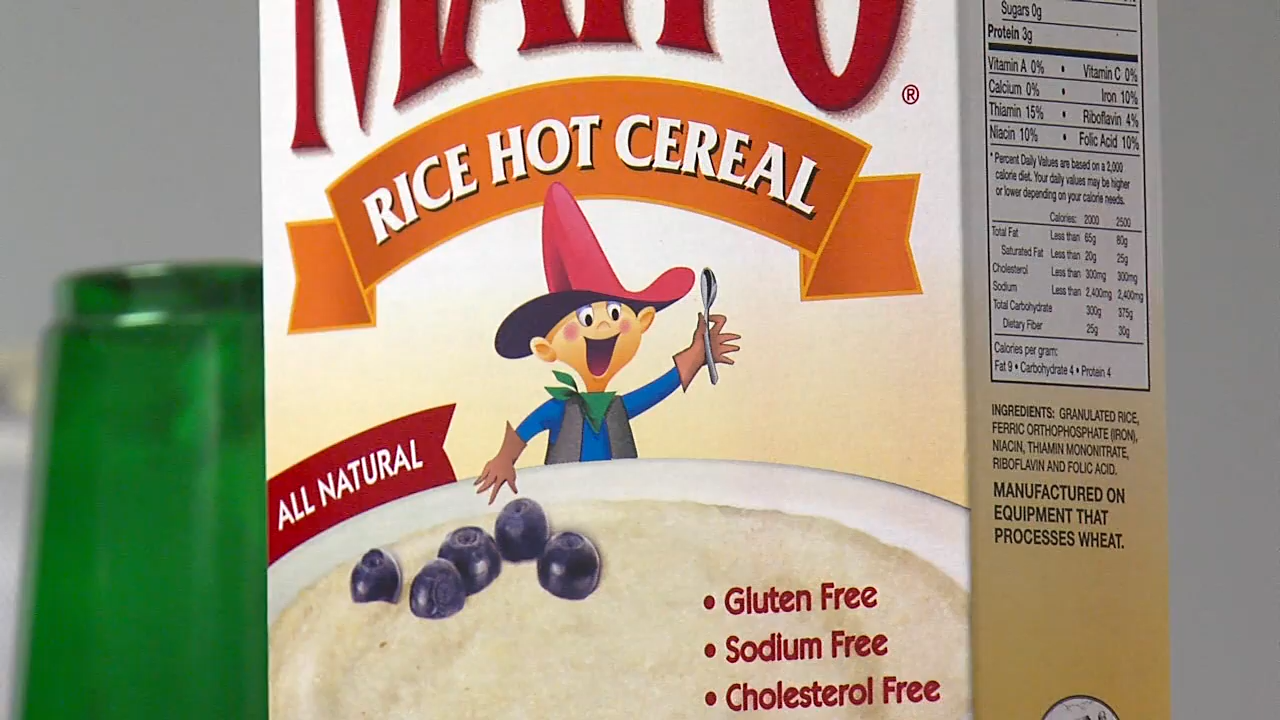 MAYPO®
RICE HOT CEREAL
ALL NATURAL
• Gluten Free
• Sodium Free
• Cholesterol Free
Sugars 0g
Protein 3g
Vitamin A 0% • Vitamin C 0%
Calcium 0% • Iron 10%
Thiamin 15% • Riboflavin 4%
Niacin 10% • Folic Acid 10%
* Percent Daily Values are based on a 2,000
calorie diet. Your daily values may be higher
or lower depending on your calorie needs.
Calories: 2000 2500
Total Fat Less than 65g 80g
Saturated Fat Less than 20g 25g
Cholesterol Less than 300mg 300mg
Sodium Less than 2,400mg 2,400mg
Total Carbohydrate 300g 375g
Dietary Fiber 25g 30g
Calories per gram:
Fat 9 • Carbohydrate 4 • Protein 4
INGREDIENTS: GRANULATED RICE,
FERRIC ORTHOPHOSPHATE (IRON),
NIACIN, THIAMIN MONONITRATE,
RIBOFLAVIN AND FOLIC ACID.
MANUFACTURED ON
EQUIPMENT THAT
PROCESSES WHEAT.